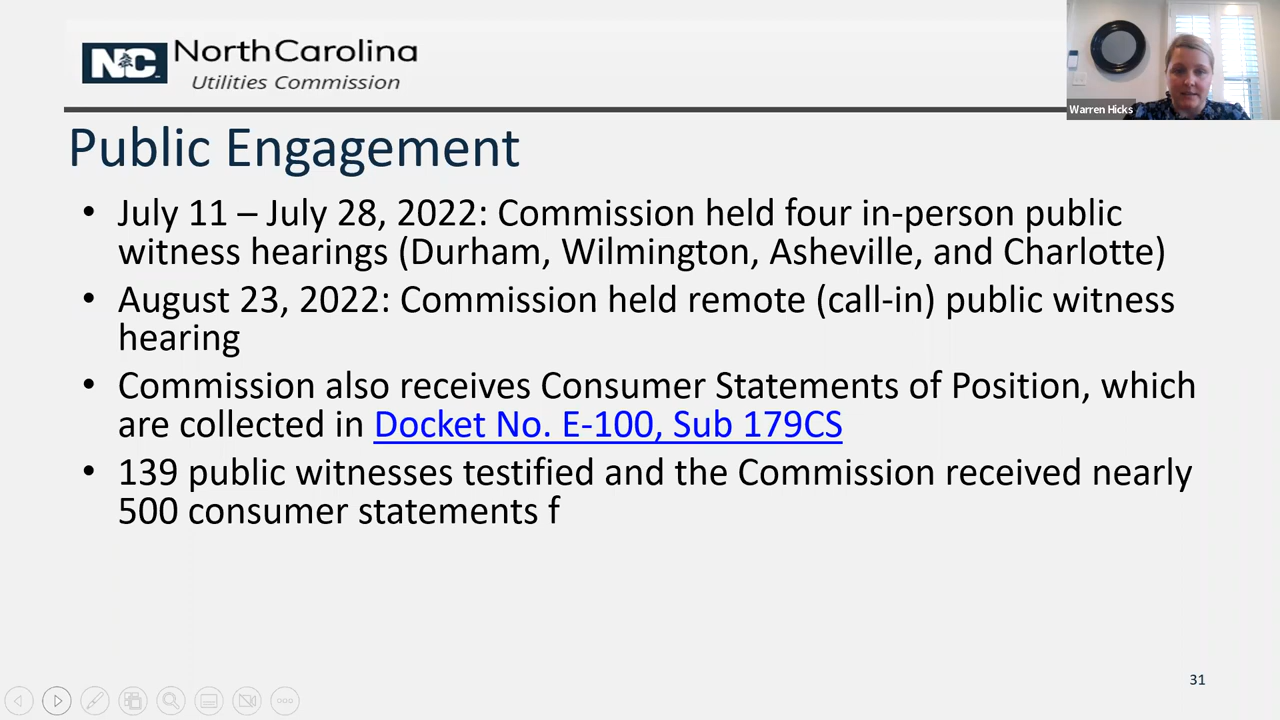 NC
North Carolina
Utilities Commission
Warren Hicks
Public Engagement
• July 11 – July 28, 2022: Commission held four in-person public
witness hearings (Durham, Wilmington, Asheville, and Charlotte)
• August 23, 2022: Commission held remote (call-in) public witness
hearing
• Commission also receives Consumer Statements of Position, which
are collected in Docket No. E-100, Sub 179CS
• 139 public witnesses testified and the Commission received nearly
500 consumer statements f
31